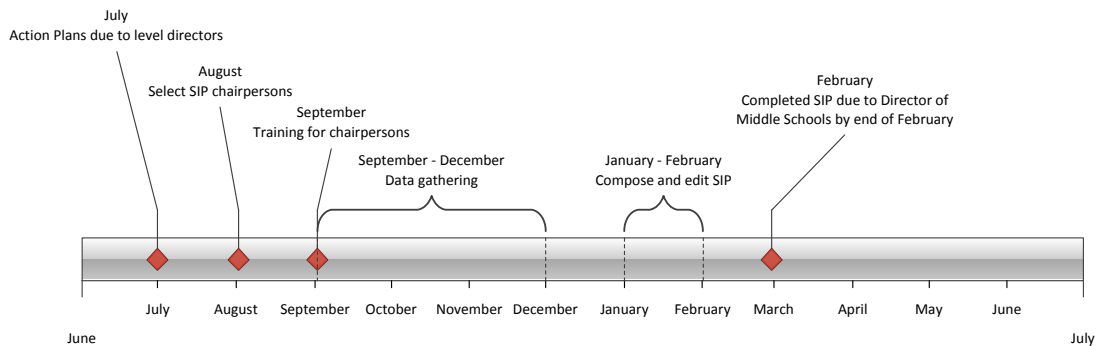 July
Action Plans due to level directors
August
Select SIP chairpersons
September
Training for chairpersons
September - December
Data gathering
January - February
Compose and edit SIP
February
Completed SIP due to Director of
Middle Schools by end of February
July August September October November December January February March April May June
June July